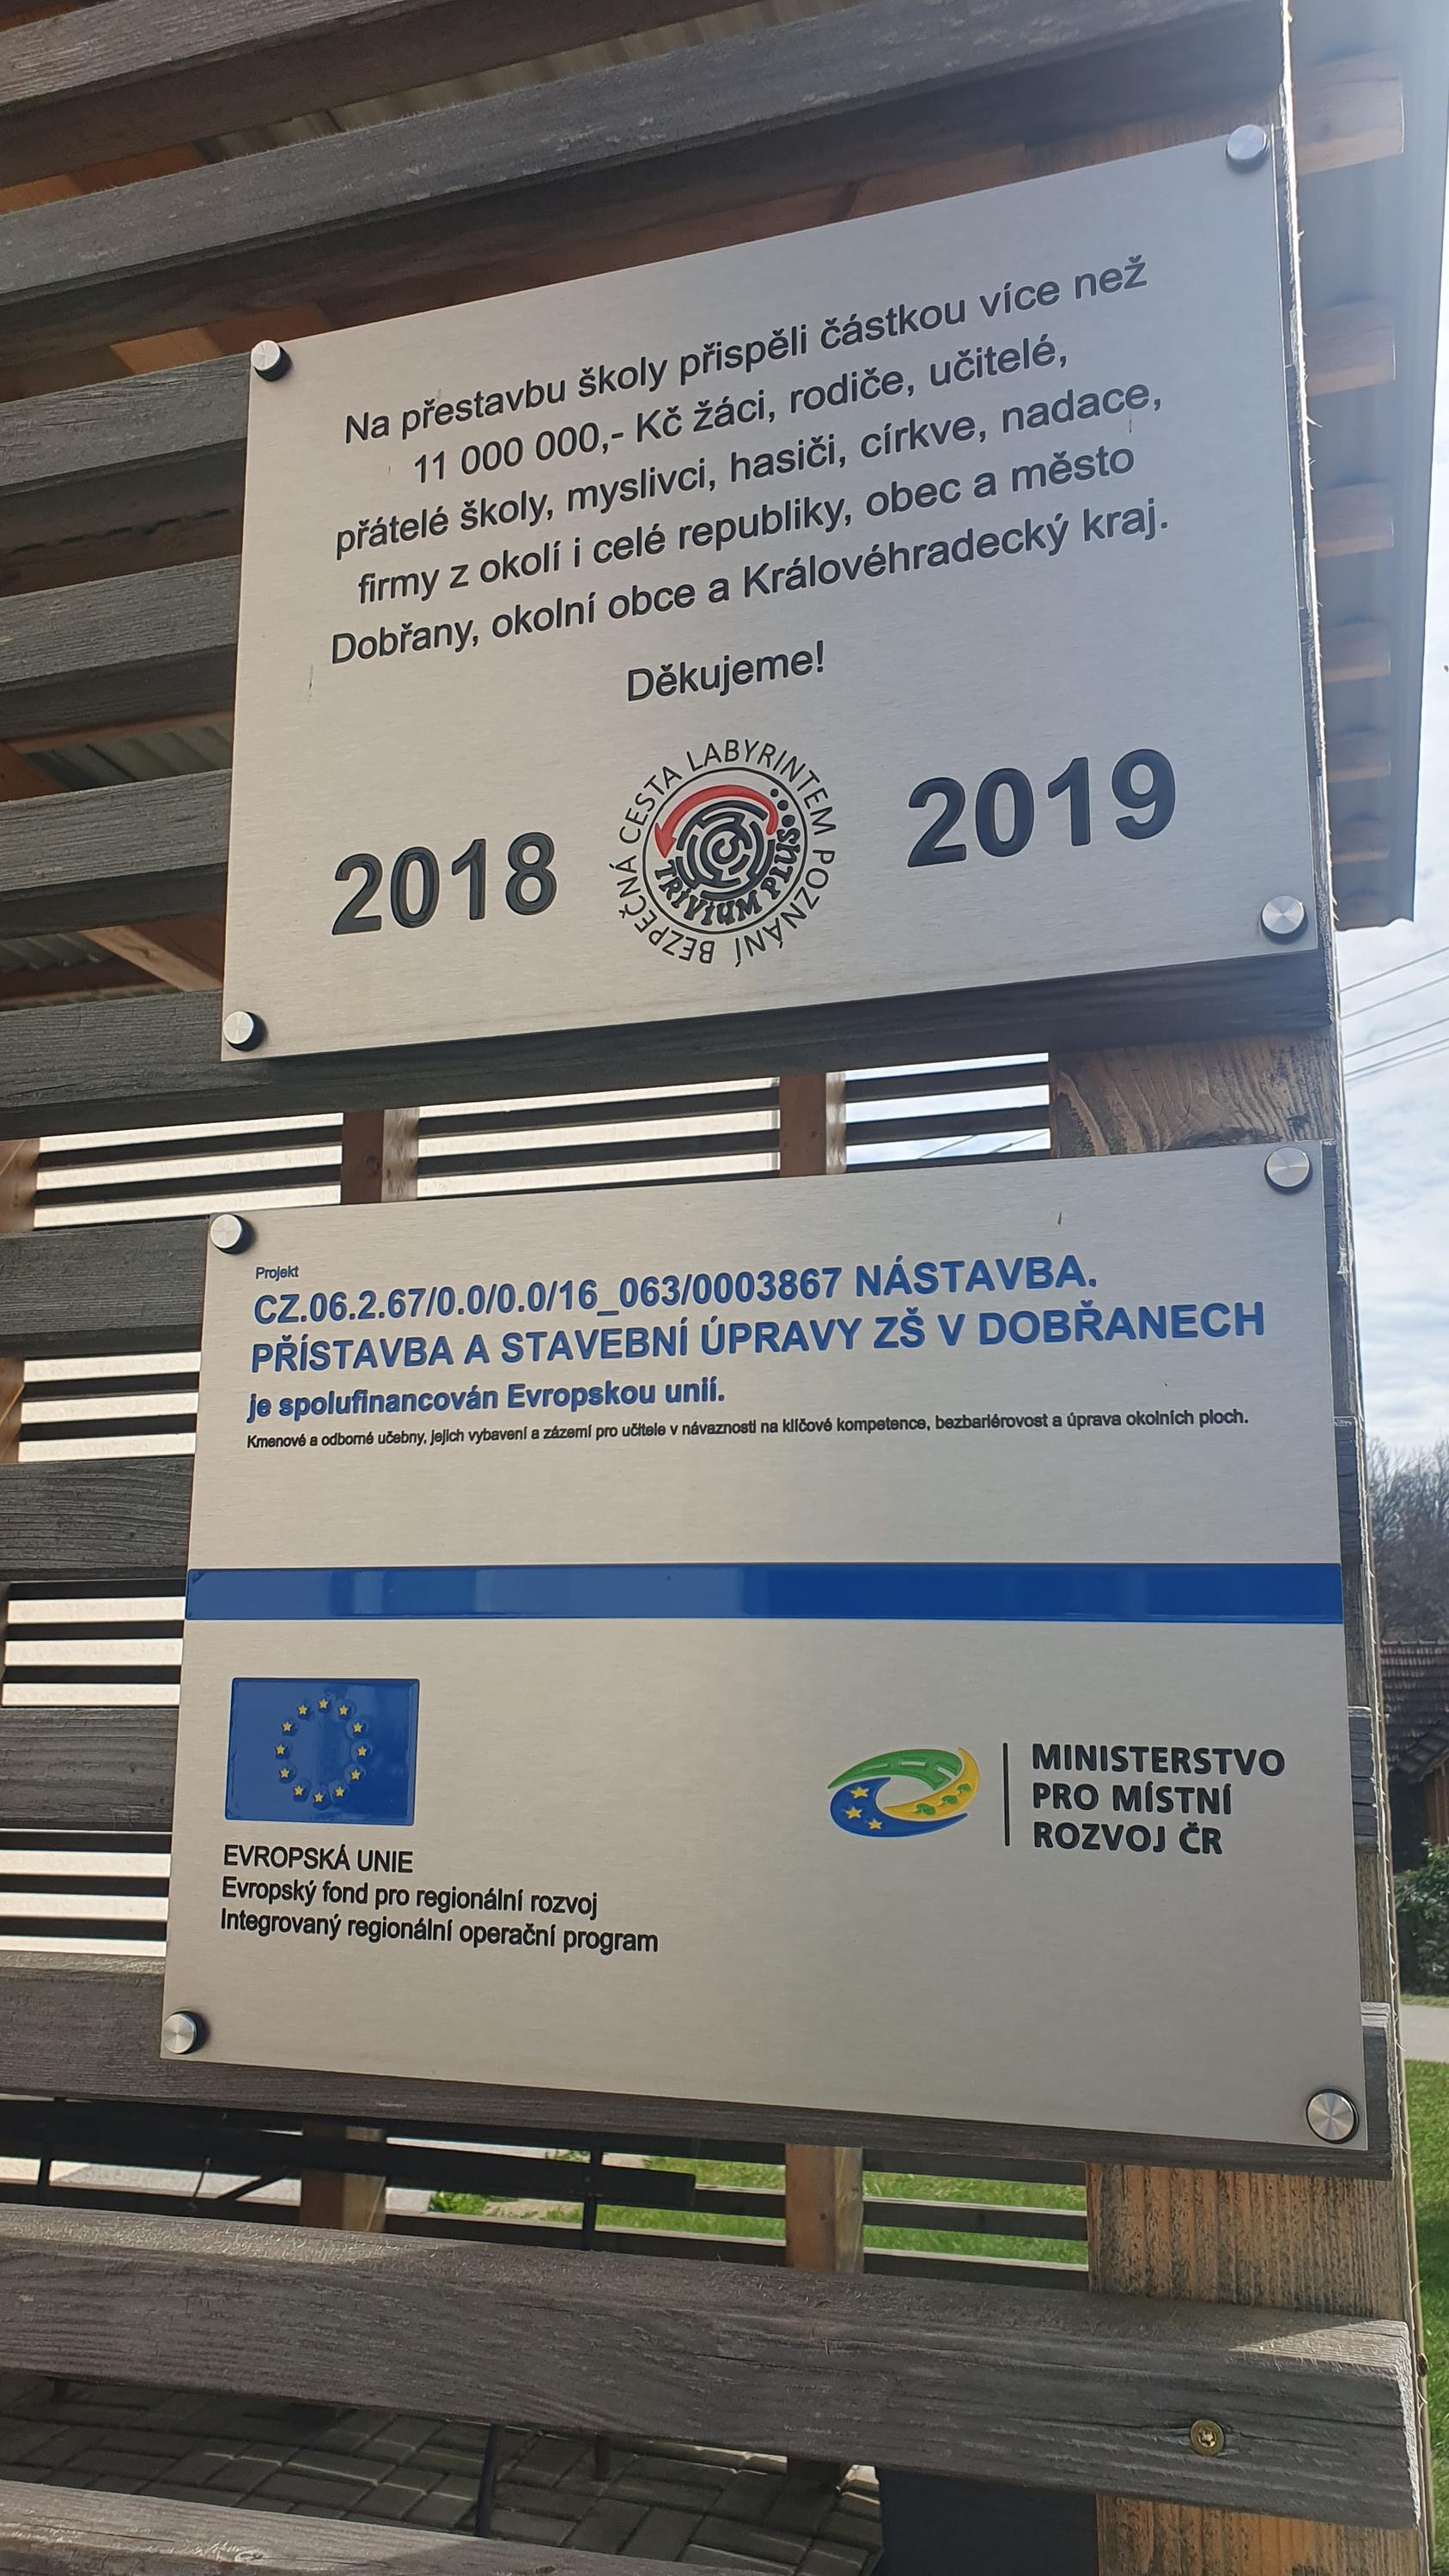 Na přestavbu školy přispěli částkou více než
11 000 000,- Kč žáci, rodiče, učitelé,
přátelé školy, myslivci, hasiči, církve, nadace,
firmy z okolí i celé republiky, obec a město
Dobřany, okolní obce a Královéhradecký kraj.
Děkujeme!
2018
BEZPEČNÁ CESTA LABYRINTEM POZNÁNÍ
TRIVIUM PLUS
2019
Projekt
CZ.06.2.67/0.0/0.0/16_063/0003867 NÁSTAVBA.
PŘÍSTAVBA A STAVEBNÍ ÚPRAVY ZŠ V DOBŘANECH
je spolufinancován Evropskou unií.
Kmenové a odborné učebny, jejich vybavení a zázemí pro učitele v návaznosti na klíčové kompetence, bezbariérovost a úprava okolních ploch.
EVROPSKÁ UNIE
Evropský fond pro regionální rozvoj
Integrovaný regionální operační program
MINISTERSTVO
PRO MÍSTNÍ
ROZVOJ ČR